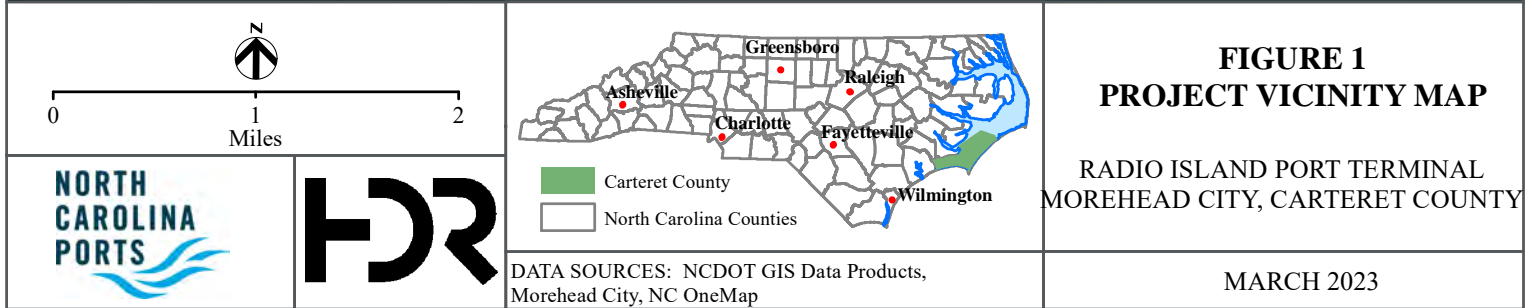 N
0 1 2
Miles
NORTH
CAROLINA
PORTS
HDR
Greensboro
Raleigh
Asheville
Charlotte
Fayetteville
Wilmington
Carteret County
North Carolina Counties
DATA SOURCES:  NCDOT GIS Data Products,
Morehead City, NC OneMap
FIGURE 1
PROJECT VICINITY MAP
RADIO ISLAND PORT TERMINAL
MOREHEAD CITY, CARTERET COUNTY
MARCH 2023